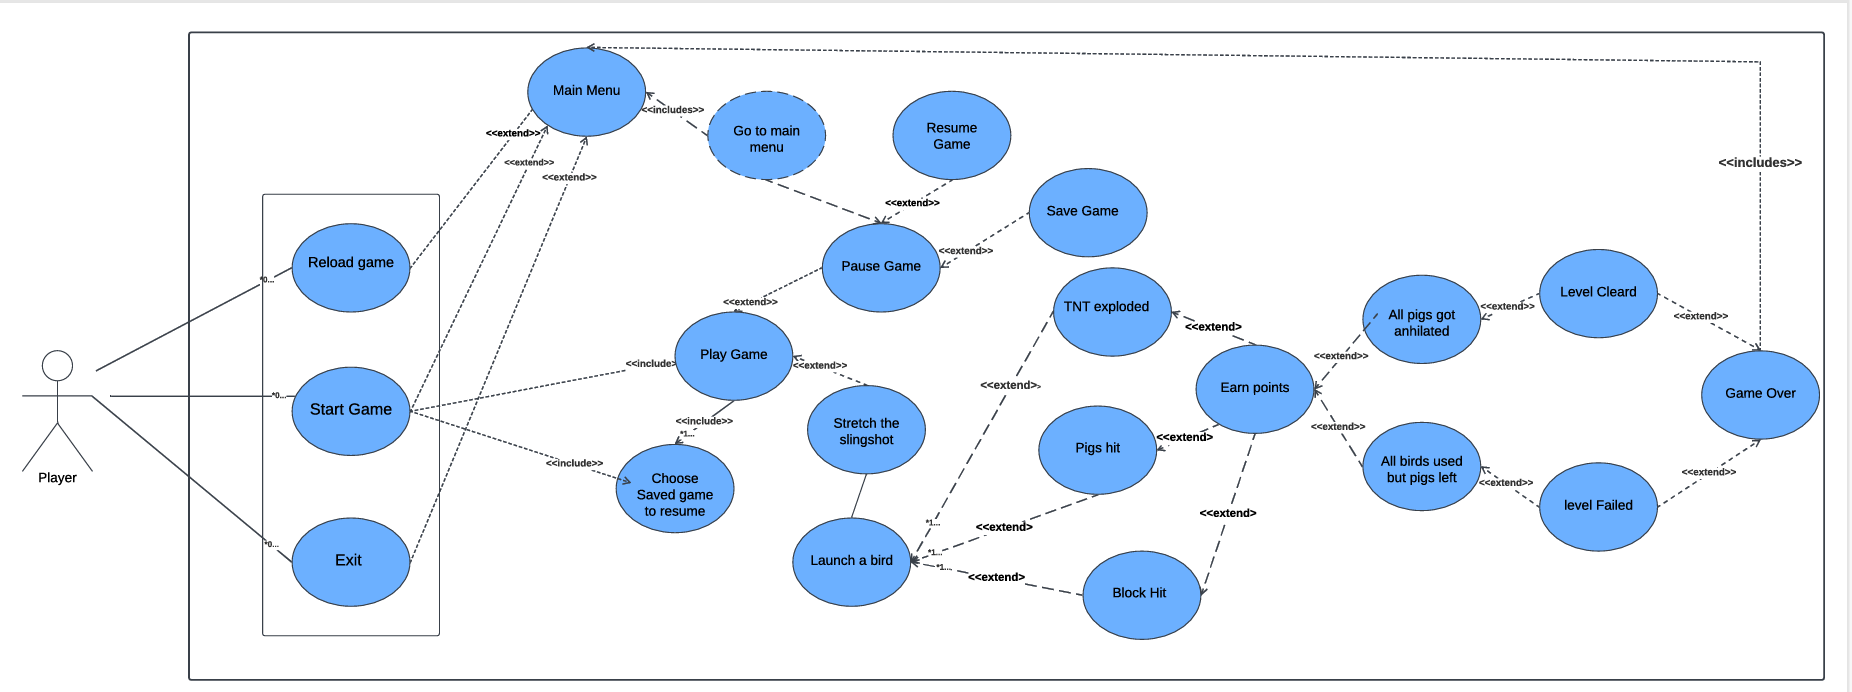 Main Menu
<<includes>>
Go to main
menu
Resume
Game
<<extend>>
<<extend>>
<<extend>>
<<includes>>
<<extend>>
Save Game
<<extend>>
Reload game
*0...
Pause Game
<<extend>>
TNT exploded
<<extend>
Level Cleard
<<extend>>
All pigs got
anhilated
<<extend>>
<<extend>>
Play Game
<<include>
<<extend>>
<<extend>>
Earn points
Game Over
*0...
Start Game
<<include>>
*1...
Stretch the
slingshot
<<extend>
Pigs hit
<<extend>>
All birds used
but pigs left
<<extend>>
<<extend>>
Player
<<include>>
Choose
Saved game
to resume
level Failed
*1...
<<extend>
<<extend>
*0...
Exit
Launch a bird
*1...
*1...
<<extend>
Block Hit